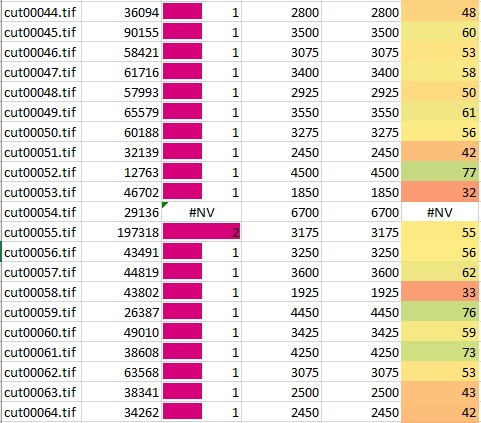 cut00044.tif 36094 1 2800 2800 48
cut00045.tif 90155 1 3500 3500 60
cut00046.tif 58421 1 3075 3075 53
cut00047.tif 61716 1 3400 3400 58
cut00048.tif 57993 1 2925 2925 50
cut00049.tif 65579 1 3550 3550 61
cut00050.tif 60188 1 3275 3275 56
cut00051.tif 32139 1 2450 2450 42
cut00052.tif 12763 1 4500 4500 77
cut00053.tif 46702 1 1850 1850 32
cut00054.tif 29136 #NV 6700 6700 #NV
cut00055.tif 197318 2 3175 3175 55
cut00056.tif 43491 1 3250 3250 56
cut00057.tif 44819 1 3600 3600 62
cut00058.tif 43802 1 1925 1925 33
cut00059.tif 26387 1 4450 4450 76
cut00060.tif 49010 1 3425 3425 59
cut00061.tif 38608 1 4250 4250 73
cut00062.tif 63568 1 3075 3075 53
cut00063.tif 38341 1 2500 2500 43
cut00064.tif 34262 1 2450 2450 42